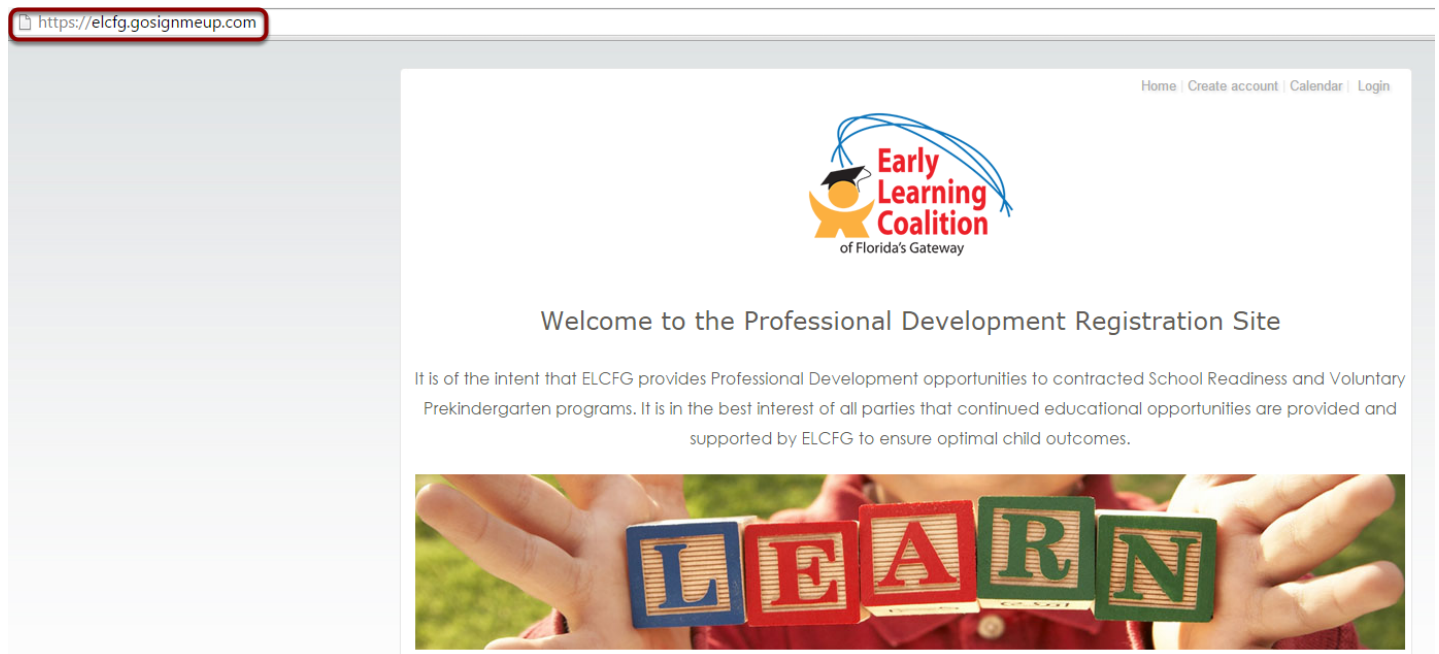 https://elcfg.gosignmeup.com
Home | Create account | Calendar | Login
Early
Learning
Coalition
of Florida's Gateway
Welcome to the Professional Development Registration Site
It is of the intent that ELCFG provides Professional Development opportunities to contracted School Readiness and Voluntary
Prekindergarten programs. It is in the best interest of all parties that continued educational opportunities are provided and
supported by ELCFG to ensure optimal child outcomes.
LEARN